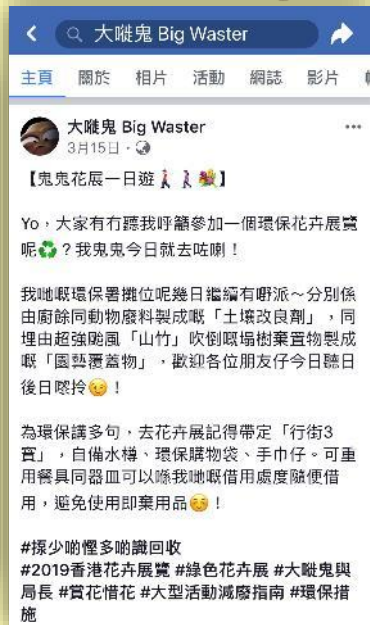 大嘥鬼 Big Waster
主頁 關於 相片 活動 網誌 影片
大嘥鬼 Big Waster
3月15日
【鬼鬼花展一日遊🚶🚶💐】
Yo，大家有冇聽我呼籲參加一個環保花卉展覽
呢♻️？我鬼鬼今日就去咗喇！
我哋嘅環保署攤位呢幾日繼續有嘢派～分別係
由廚餘同動物廢料製成嘅「土壤改良劑」，同
埋由超強颱風「山竹」吹倒嘅塌樹棄置物製成
嘅「園藝覆蓋物」，歡迎各位朋友仔今日聽日
後日嚟拎😉！
為環保講多句，去花卉展記得帶定「行街3
寶」，自備水樽、環保購物袋、手巾仔。可重
用餐具同器皿可以喺我哋嘅借用處度隨便借
用，避免使用即棄用品☺️！
#揼少啲慳多啲識回收
#2019香港花卉展覽 #綠色花卉展 #大嘥鬼與
局長 #賞花惜花 #大型活動減廢指南 #環保措
施